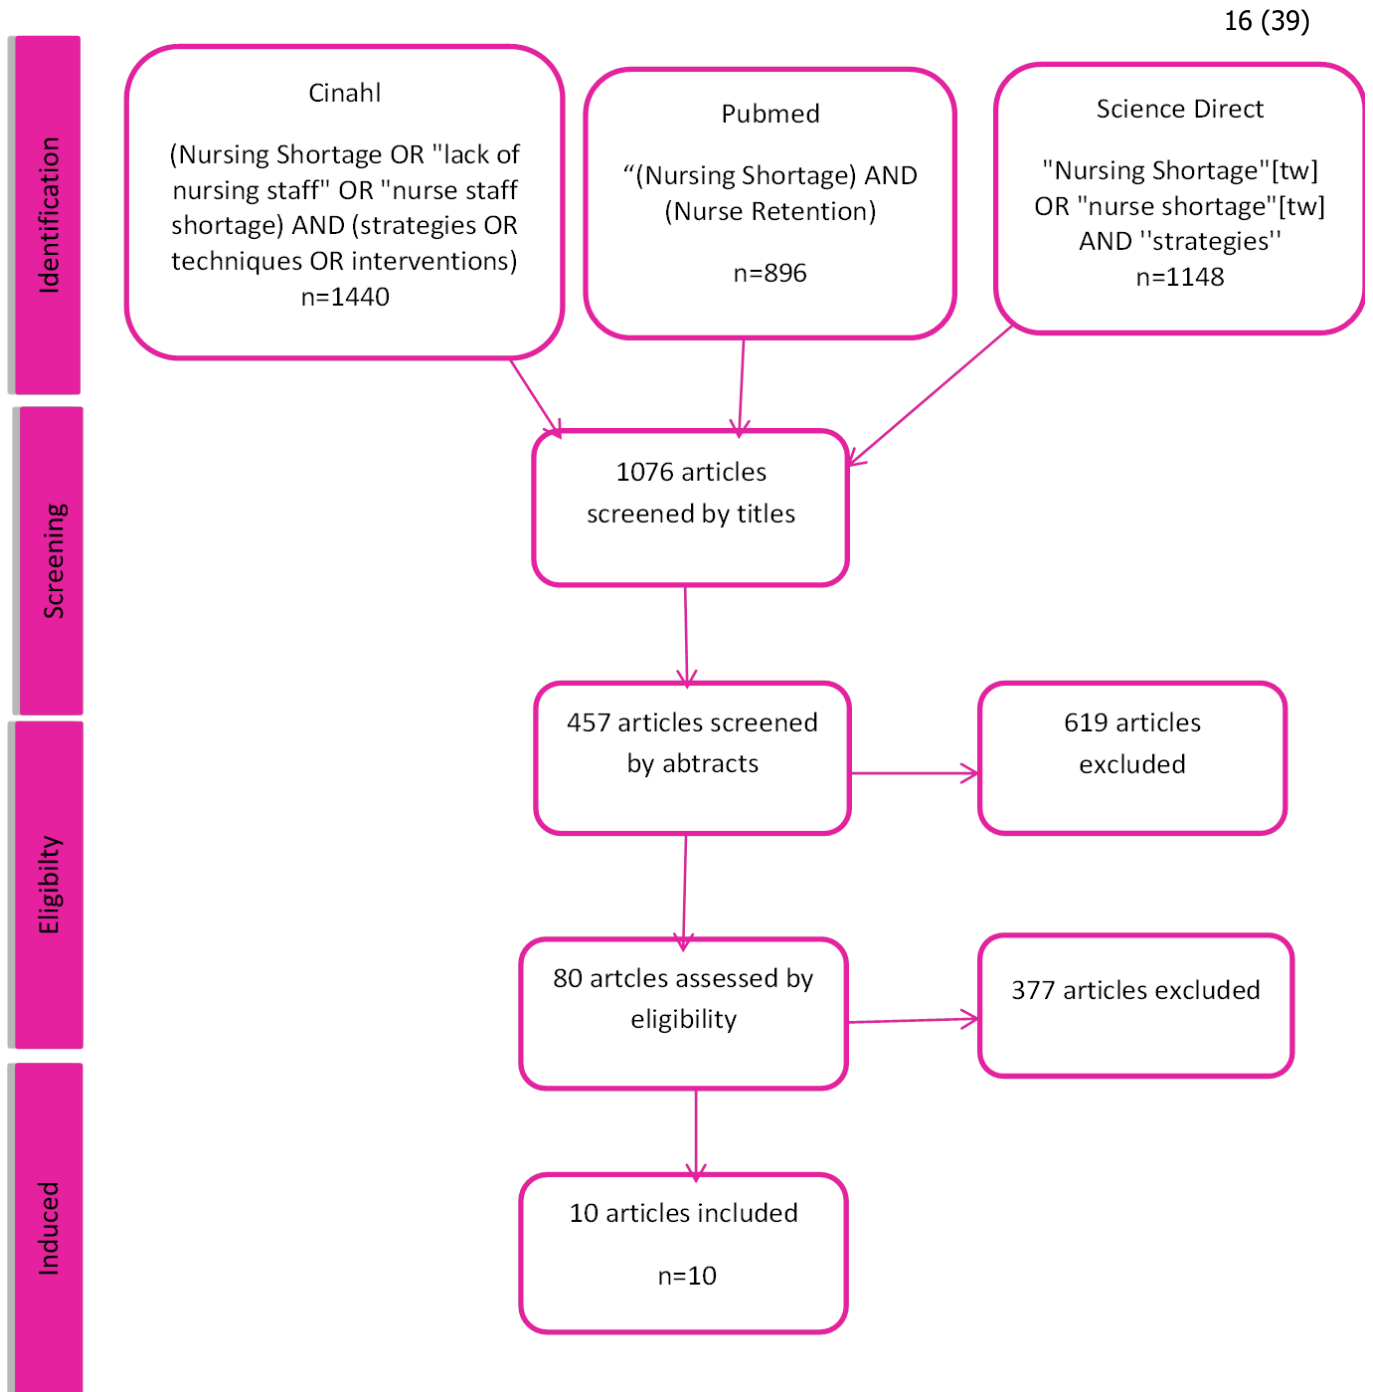 16 (39)
Identification
Cinahl
(Nursing Shortage OR "lack of
nursing staff" OR "nurse staff
shortage) AND (strategies OR
techniques OR interventions)
n=1440
Pubmed
“(Nursing Shortage) AND
(Nurse Retention)
n=896
Science Direct
"Nursing Shortage"[tw]
OR "nurse shortage"[tw]
AND ''strategies''
n=1148
Screening
1076 articles
screened by titles
457 articles screened
by abtracts
619 articles
excluded
Eligibilty
80 artcles assessed by
eligibility
377 articles excluded
Induced
10 articles included
n=10